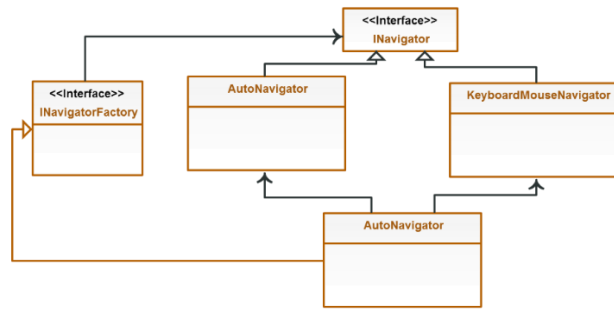 <<Interface>>
INavigator
<<Interface>>
INavigatorFactory
AutoNavigator
KeyboardMouseNavigator
AutoNavigator